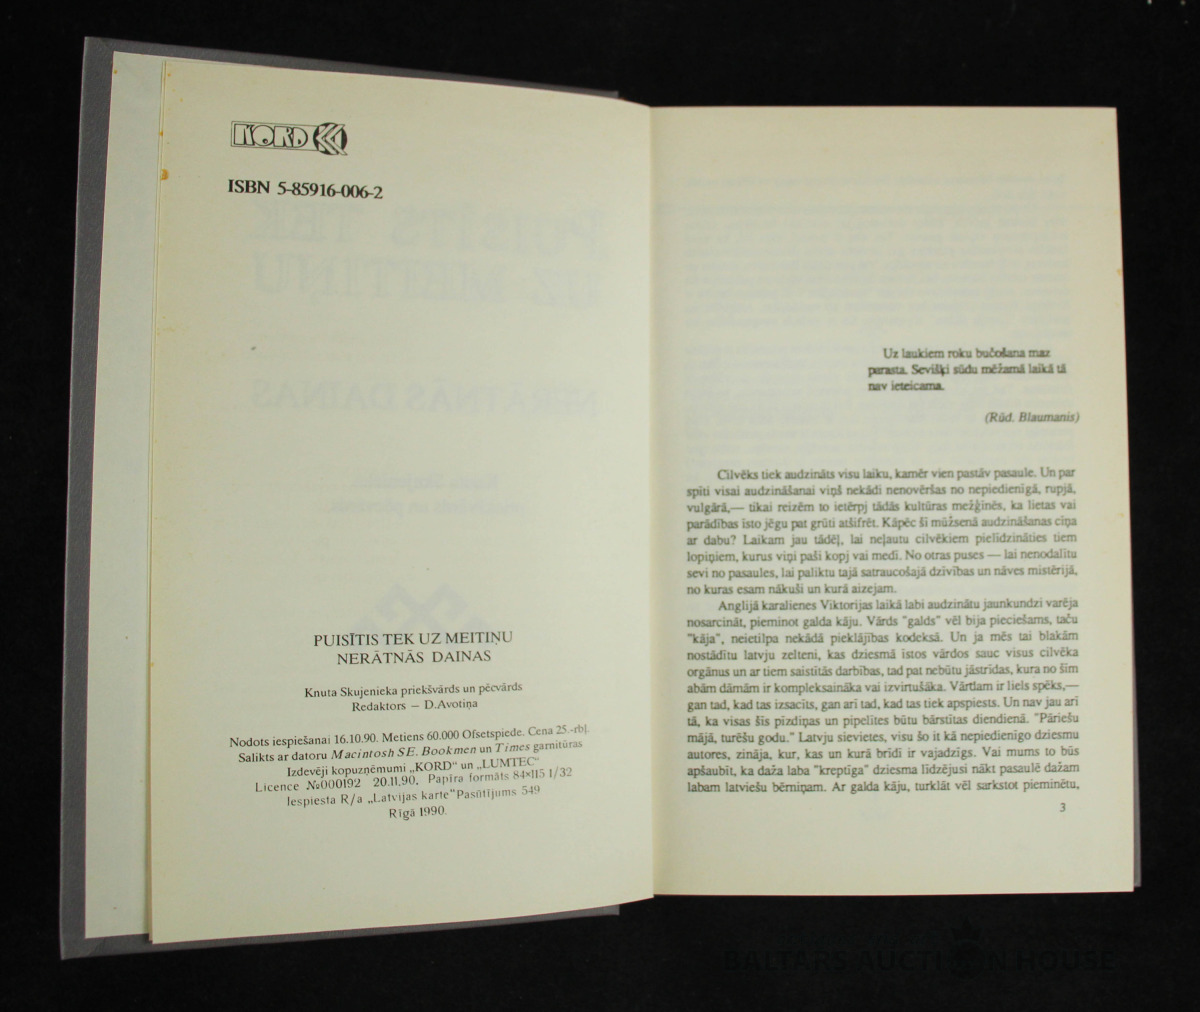 KORD
ISBN 5-85916-006-2
PUISĪTIS TEK UZ MEITIŅU
NERĀTNĀS DAINAS
Knuta Skujenieka priekšvārds un pēcvārds
Redaktors — D.Avotiņa
Nodots iespiešanai 16.10.90. Metiens 60.000 Ofsetspiede. Cena 25.-rbļ.
Salikts ar datoru Macintosh SE. Bookmen un Times garnitūras
Izdevēji kopuzņēmumi „KORD" un „LUMTEC"
Licence №000192 20.11.90, Papīra formāts 84×115 1/32
Iespiesta R/a „Latvijas karte" Pasūtījums 549
Rīgā 1990.
Uz laukiem roku bučošana maz
parasta. Sevišķi sūdu mēžamā laikā tā
nav ieteicama.
(Rūd. Blaumanis)
Cilvēks tiek audzināts visu laiku, kamēr vien pastāv pasaule. Un par
spīti visai audzināšanai viņš nekādi nenovēršas no nepiedienīgā, rupjā,
vulgārā,— tikai reizēm to ietērpj tādās kultūras mežģinēs, ka lietas vai
parādības īsto jēgu pat grūti atšifrēt. Kāpēc šī mūžsenā audzināšanas cīņa
ar dabu? Laikam jau tādēļ, lai neļautu cilvēkiem pielīdzināties tiem
lopiņiem, kurus viņi paši kopj vai medī. No otras puses — lai nenodalītu
sevi no pasaules, lai paliktu tajā satraucošajā dzīvības un nāves mistērijā,
no kuras esam nākuši un kurā aizejam.
Anglijā karalienes Viktorijas laikā labi audzinātu jaunkundzi varēja
nosarcināt, pieminot galda kāju. Vārds "galds" vēl bija pieciešams, taču
"kāja", neietilpa nekādā pieklājības kodeksā. Un ja mēs tai blakām
nostādītu latvju zelteni, kas dziesmā īstos vārdos sauc visus cilvēka
orgānus un ar tiem saistītās darbības, tad pat nebūtu jāstrīdas, kura no šīm
abām dāmām ir kompleksaināka vai izvirtušāka. Vārdam ir liels spēks,—
gan tad, kad tas izsacīts, gan arī tad, kad tas tiek apspiests. Un nav jau arī
tā, ka visas šīs pīzdiņas un pipelītes būtu bārstītas diendienā. "Pāriešu
mājā, turēšu godu." Latvju sievietes, visu šo it kā nepiedienīgo dziesmu
autores, zināja, kur, kas un kurā brīdī ir vajadzīgs. Vai mums to būs
apšaubīt, ka daža laba "kreptīga" dziesma līdzējusi nākt pasaulē dažam
labam latviešu bērniņam. Ar galda kāju, turklāt vēl sarkstot pieminētu,
3
BALTARS AUCTION HOUSE